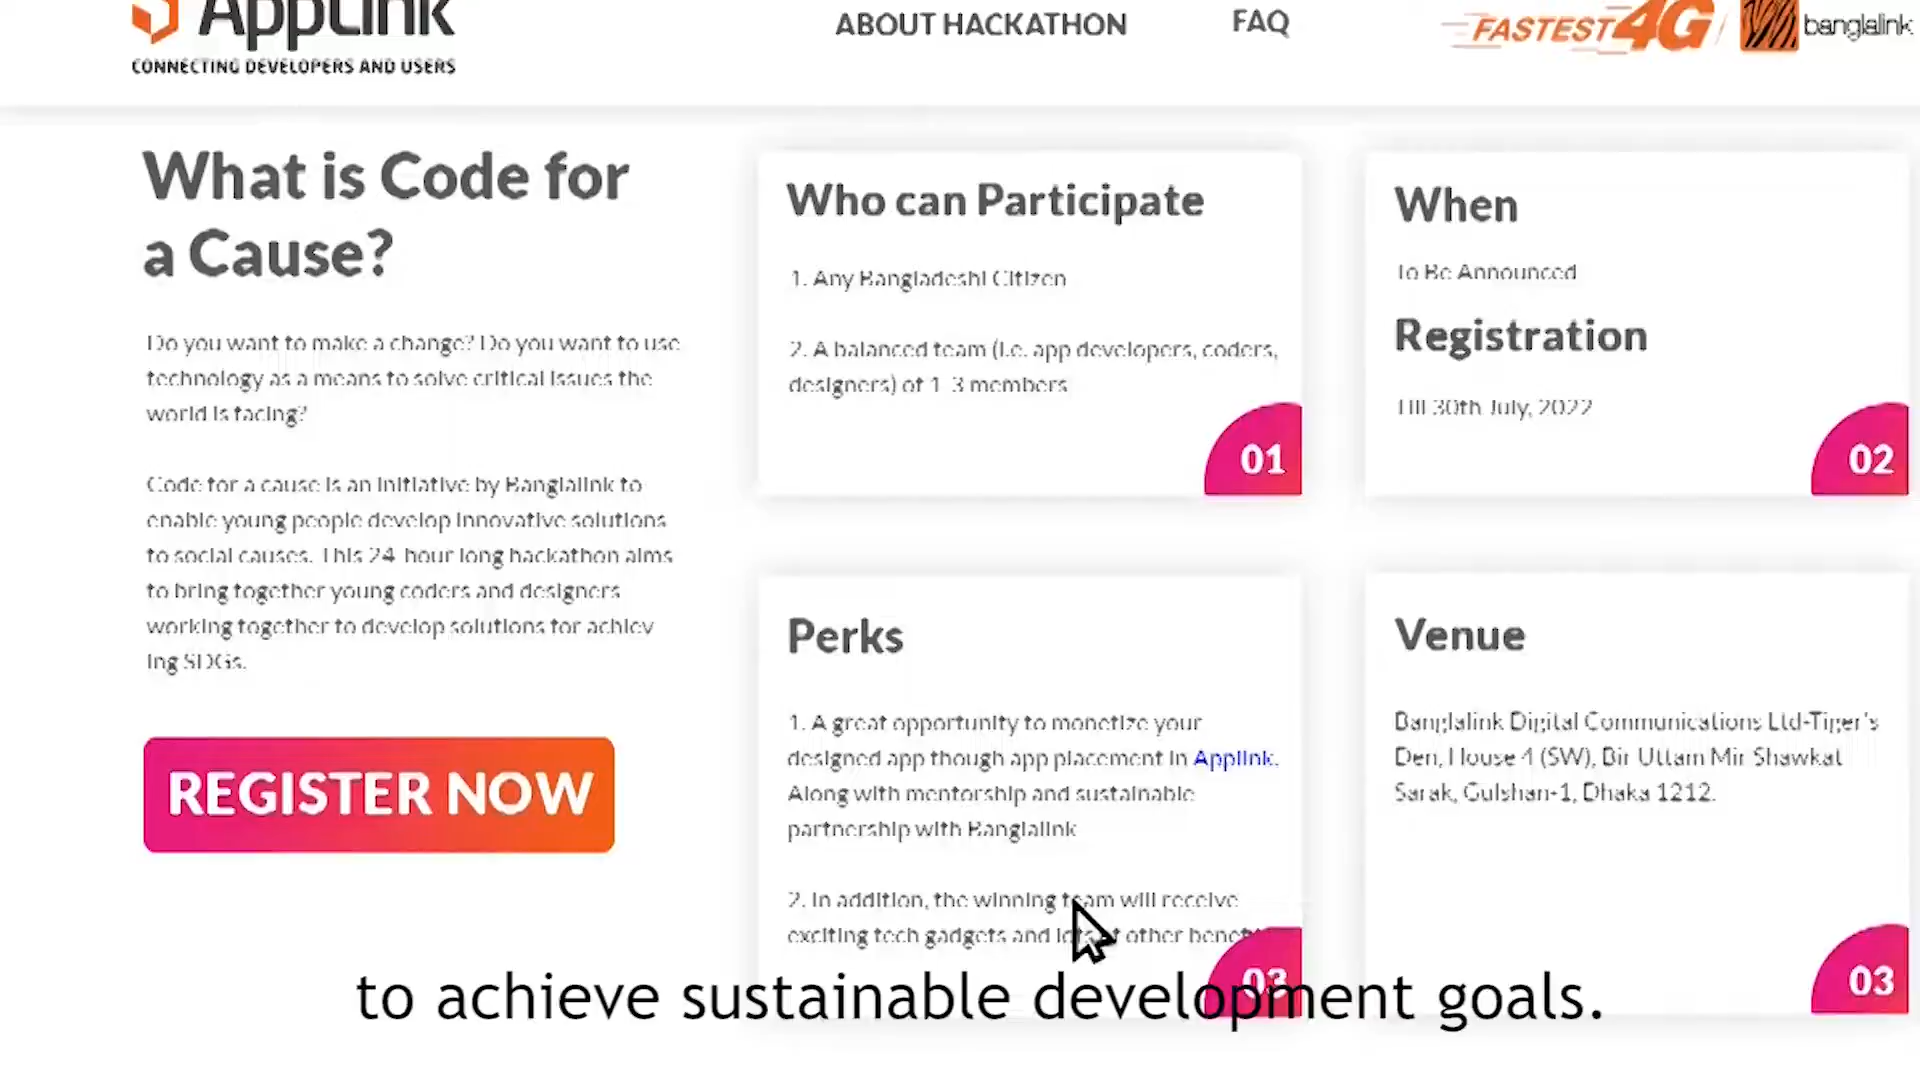 AppLink
CONNECTING DEVELOPERS AND USERS
ABOUT HACKATHON
FAQ
FASTEST 4G
banglalink
What is Code for
a Cause?
Do you want to make a change? Do you want to use
technology as a means to solve critical issues the
world is facing?
Code for a cause is an initiative by Banglalink to
enable young people develop innovative solutions
to social causes. This 24-hour long hackathon aims
to bring together young coders and designers
working together to develop solutions for achiev
ing SDGs.
REGISTER NOW
Who can Participate
1. Any Bangladeshi Citizen
2. A balanced team (i.e. app developers, coders,
designers) of 1-3 members
01
When
To Be Announced
Registration
Till 30th July, 2022
02
Perks
1. A great opportunity to monetize your
designed app though app placement in Applink.
Along with mentorship and sustainable
partnership with Banglalink
2. In addition, the winning team will receive
exciting tech gadgets and lots of other benefits
03
Venue
Banglalink Digital Communications Ltd-Tiger's
Den, House 4 (SW), Bir Uttam Mir Shawkat
Sarak, Gulshan-1, Dhaka 1212.
03
to achieve sustainable development goals.